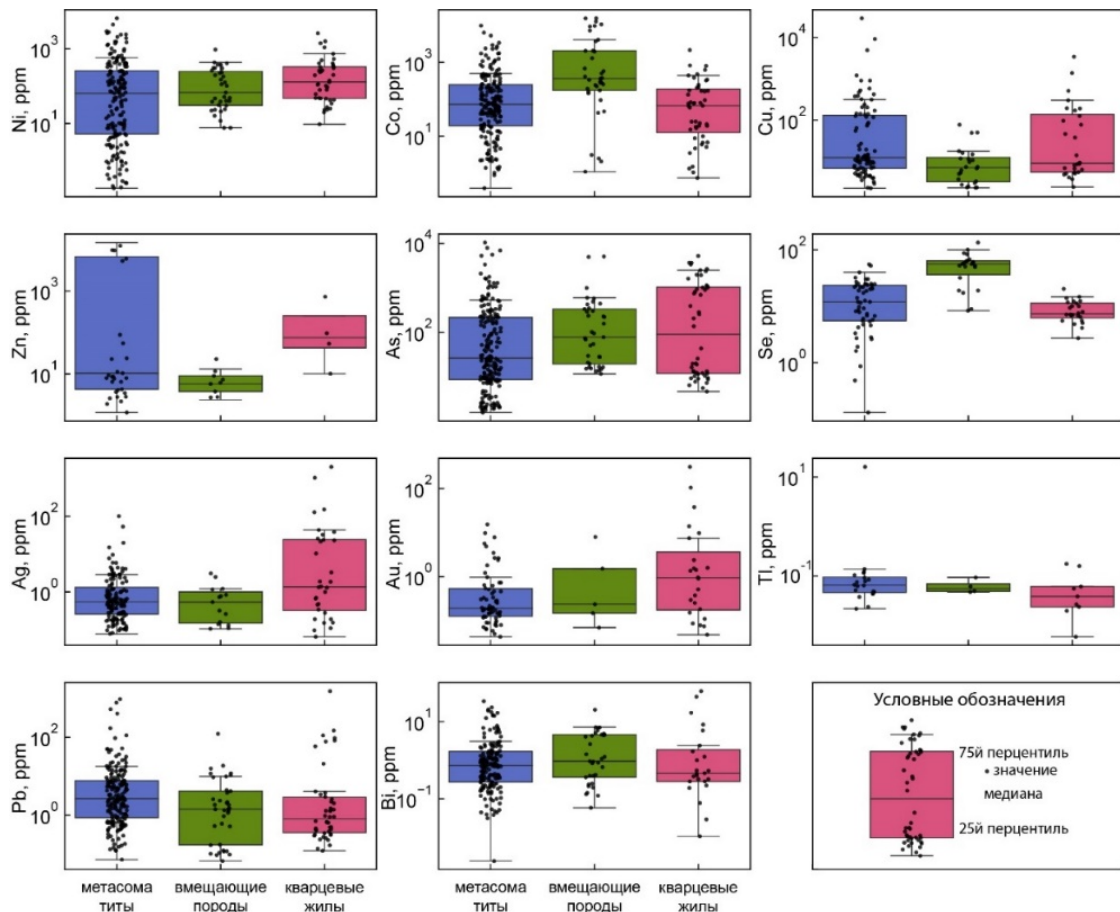 Ni, ppm
10³
10¹
Co, ppm
10³
10¹
Cu, ppm
10⁴
10²
Zn, ppm
10³
10¹
As, ppm
10⁴
10²
Se, ppm
10²
10⁰
Ag, ppm
10²
10⁰
Au, ppm
10²
10⁰
Tl, ppm
10¹
10⁻¹
Pb, ppm
10²
10⁰
Bi, ppm
10¹
10⁻¹
Условные обозначения
75й перцентиль
• значение
медиана
25й перцентиль
метасома
титы
вмещающие
породы
кварцевые
жилы
метасома
титы
вмещающие
породы
кварцевые
жилы